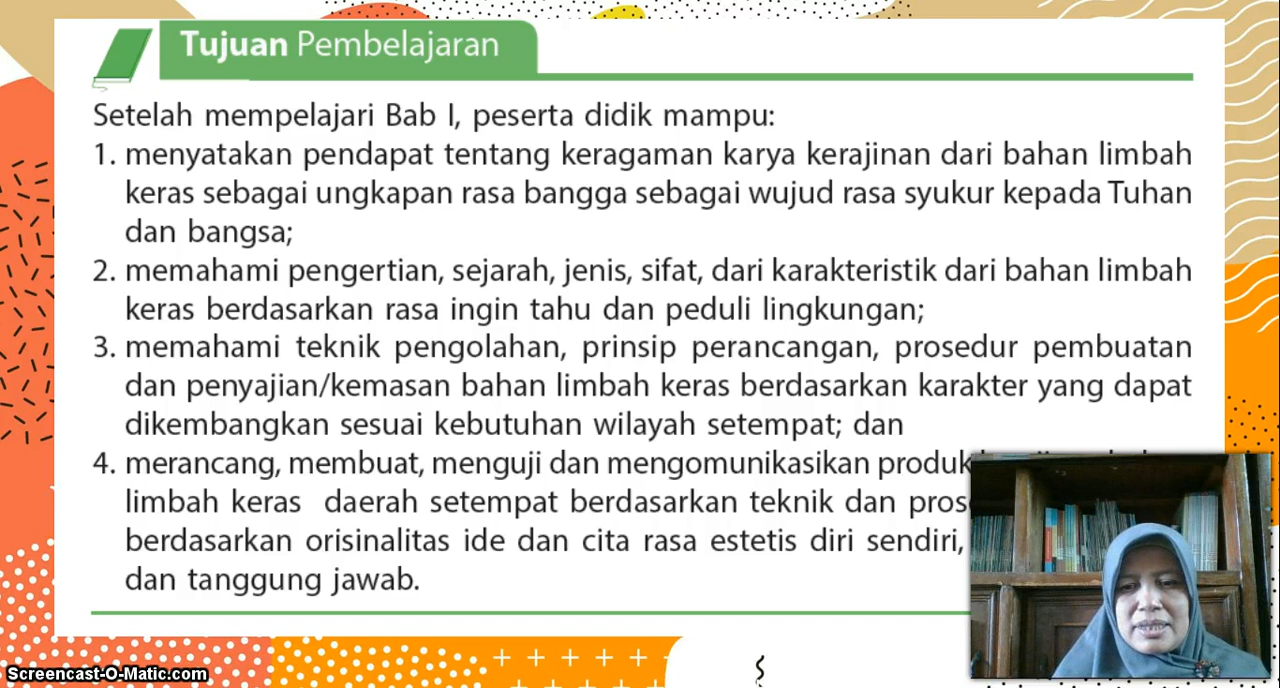 Tujuan Pembelajaran
Setelah mempelajari Bab I, peserta didik mampu:
1. menyatakan pendapat tentang keragaman karya kerajinan dari bahan limbah
keras sebagai ungkapan rasa bangga sebagai wujud rasa syukur kepada Tuhan
dan bangsa;
2. memahami pengertian, sejarah, jenis, sifat, dari karakteristik dari bahan limbah
keras berdasarkan rasa ingin tahu dan peduli lingkungan;
3. memahami teknik pengolahan, prinsip perancangan, prosedur pembuatan
dan penyajian/kemasan bahan limbah keras berdasarkan karakter yang dapat
dikembangkan sesuai kebutuhan wilayah setempat; dan
4. merancang, membuat, menguji dan mengomunikasikan produk
limbah keras daerah setempat berdasarkan teknik dan
berdasarkan orisinalitas ide dan cita rasa estetis diri sendiri,
dan tanggung jawab.
Screencast-O-Matic.com